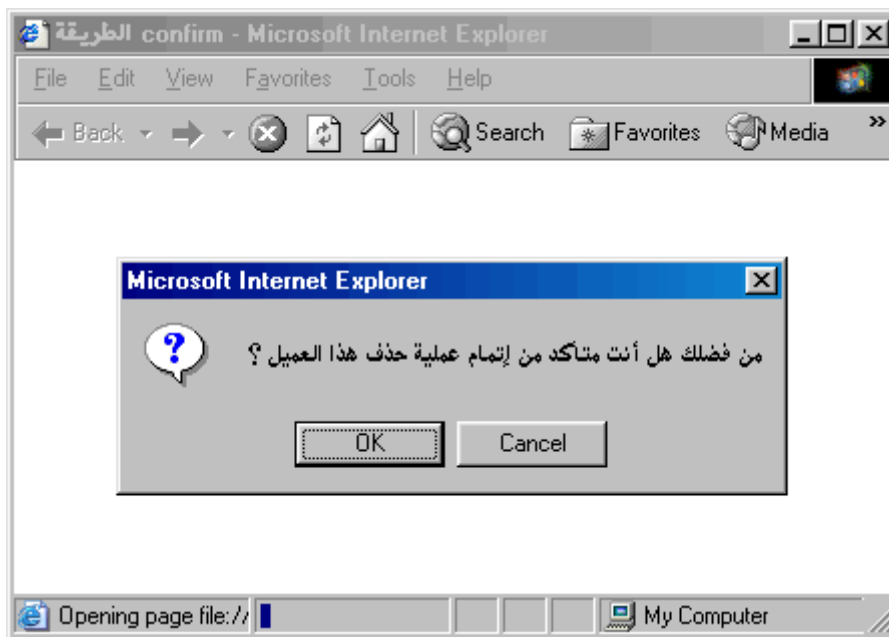 الطريقة confirm - Microsoft Internet Explorer
File Edit View Favorites Tools Help
Back Search Favorites Media »
Microsoft Internet Explorer
من فضلك هل أنت متأكد من إتمام عملية حذف هذا العميل ؟
OK Cancel
Opening page file:// My Computer